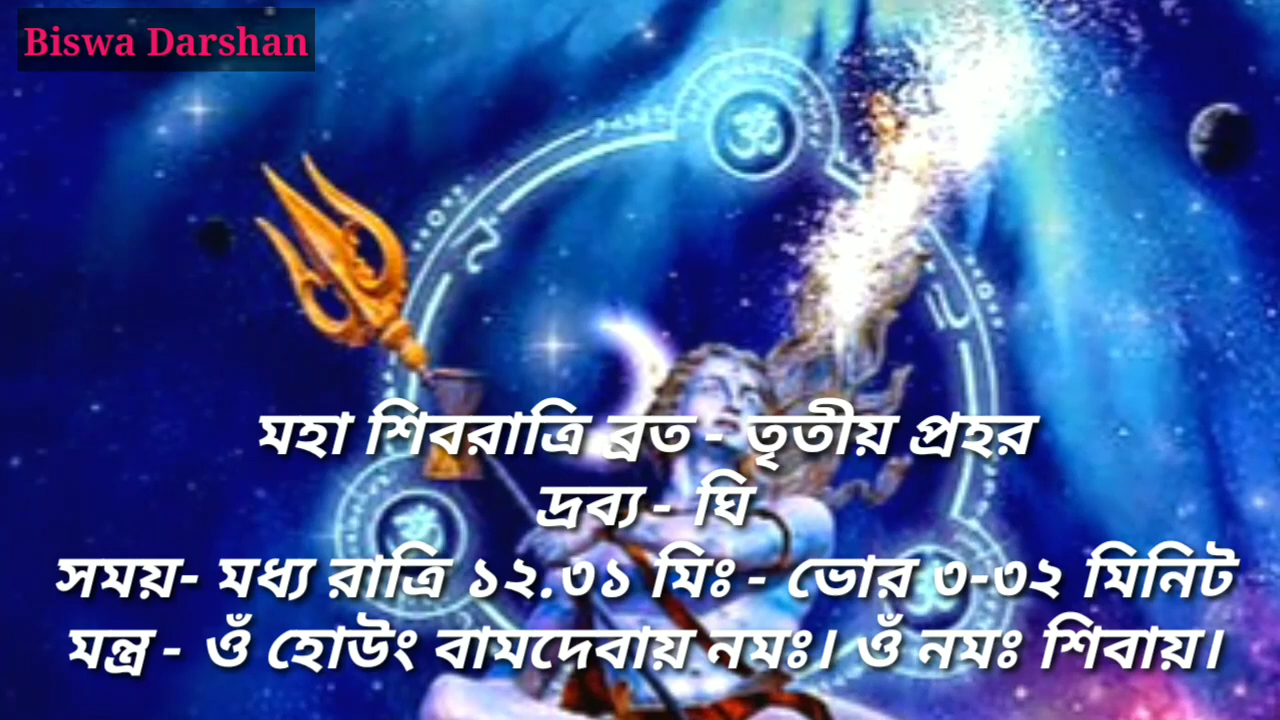 Biswa Darshan
মহা শিবরাত্রি ব্রত - তৃতীয় প্রহর
দ্রব্য - ঘি
সময়- মধ্য রাত্রি ১২.৩১ মিঃ - ভোর ৩-৩২ মিনিট
মন্ত্র - ওঁ হোউং বামদেবায় নমঃ। ওঁ নমঃ শিবায়।